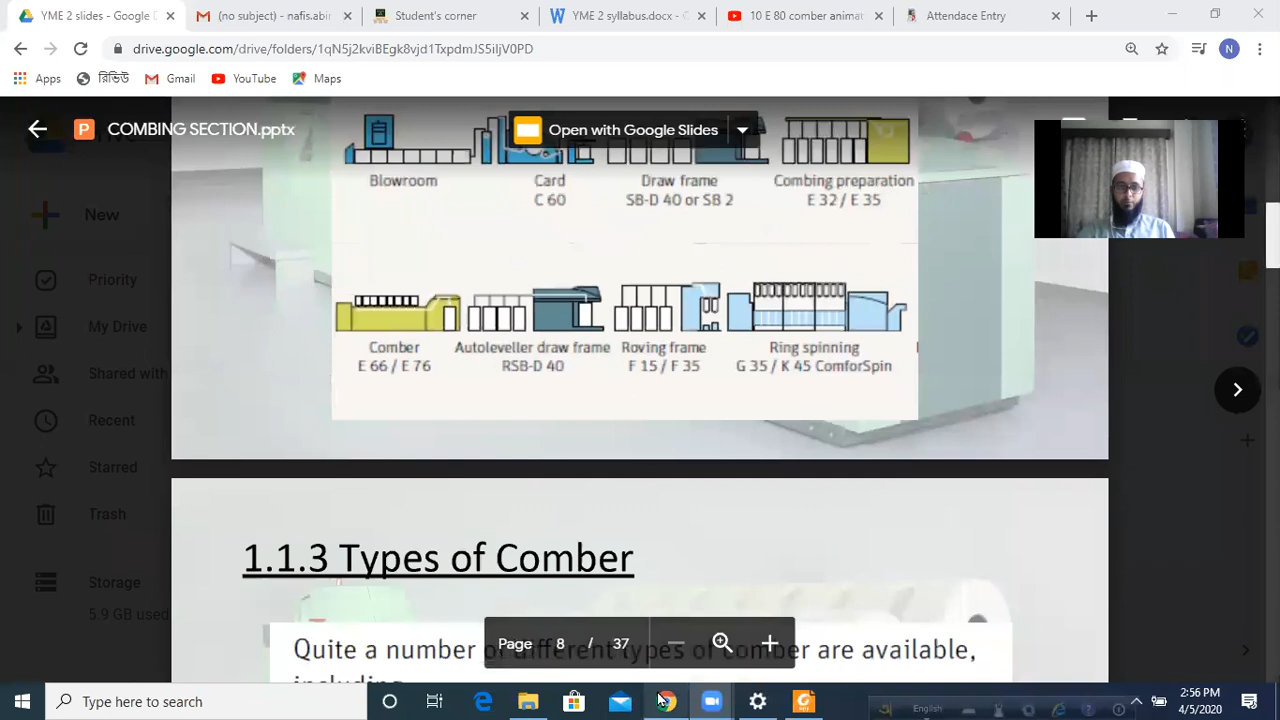 YME 2 slides - Google D
(no subject) - nafis.abir
Student's corner
YME 2 syllabus.docx - G
10 E 80 comber animat
Attendace Entry
drive.google.com/drive/folders/1qN5j2kviBEgk8vjd1TxpdmJS5iIjV0PD
N
Apps
রিভিউ
Gmail
YouTube
Maps
COMBING SECTION.pptx
Open with Google Slides
New
Priority
My Drive
Shared with
Recent
Starred
Trash
Storage
5.9 GB used
Blowroom
Card
C 60
Draw frame
SB-D 40 or SB 2
Combing preparation
E 32 / E 35
Comber
E 66 / E 76
Autoleveller draw frame
RSB-D 40
Roving frame
F 15 / F 35
Ring spinning
G 35 / K 45 ComforSpin
1.1.3 Types of Comber
Quite a number of different types of comber are available,
Page 8 / 37
Type here to search
English
2:56 PM
4/5/2020